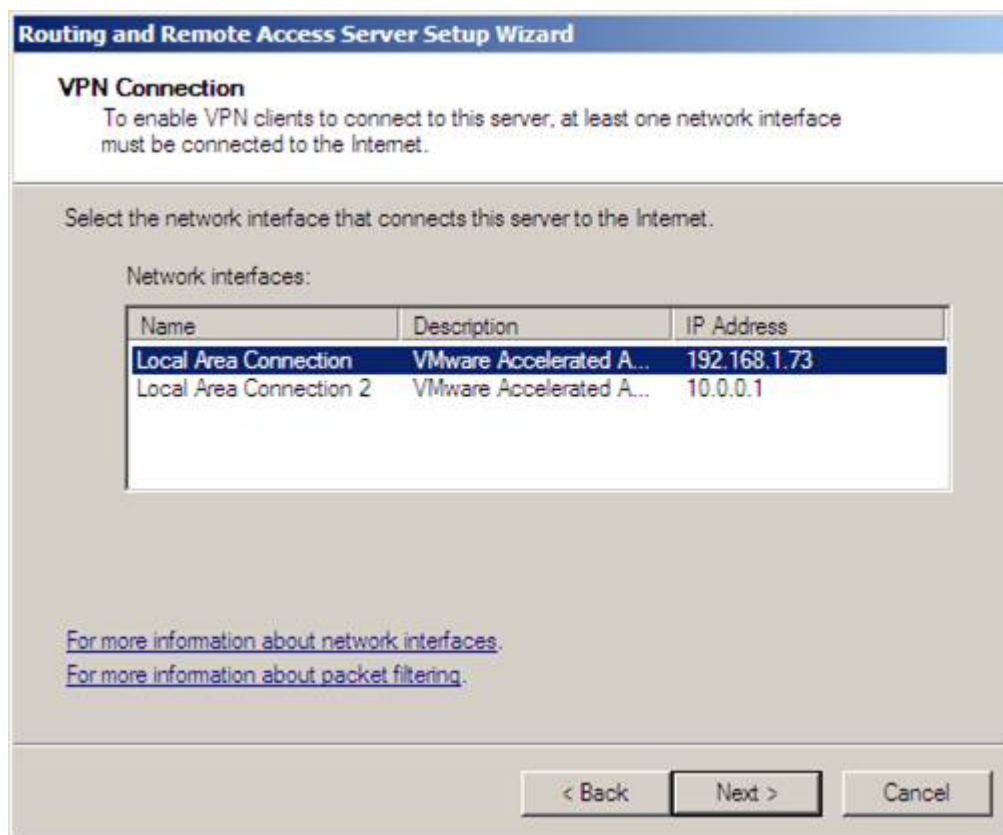 Routing and Remote Access Server Setup Wizard
VPN Connection
To enable VPN clients to connect to this server, at least one network interface
must be connected to the Internet.
Select the network interface that connects this server to the Internet.
Network interfaces:
Name Description IP Address
Local Area Connection VMware Accelerated A... 192.168.1.73
Local Area Connection 2 VMware Accelerated A... 10.0.0.1
For more information about network interfaces.
For more information about packet filtering.
< Back Next > Cancel